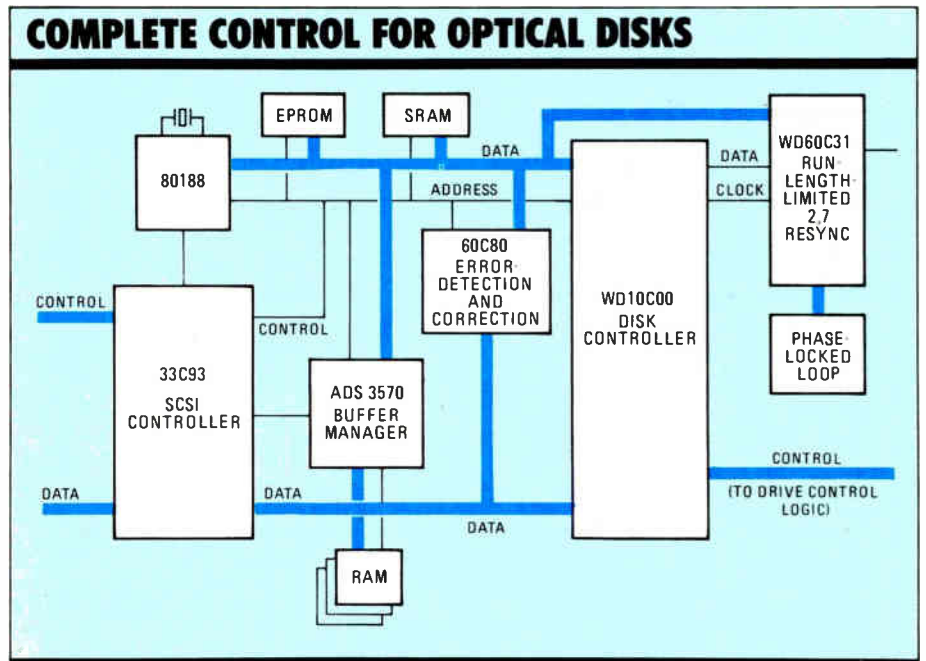 COMPLETE CONTROL FOR OPTICAL DISKS
EPROM
SRAM
80188
DATA
ADDRESS
DATA
CLOCK
WD60C31
RUN-
LENGTH-
LIMITED
2,7
RESYNC
60C80
ERROR-
DETECTION
AND
CORRECTION
WD10C00
DISK
CONTROLLER
PHASE-
LOCKED
LOOP
CONTROL
CONTROL
33C93
SCSI
CONTROLLER
ADS 3570
BUFFER
MANAGER
CONTROL
(TO DRIVE CONTROL
LOGIC)
DATA
DATA
DATA
RAM